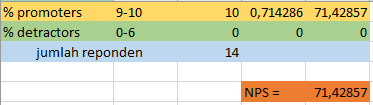 % promoters 9-10 10 0,714286 71,42857
% detractors 0-6 0 0 0
jumlah reponden 14
NPS = 71,42857